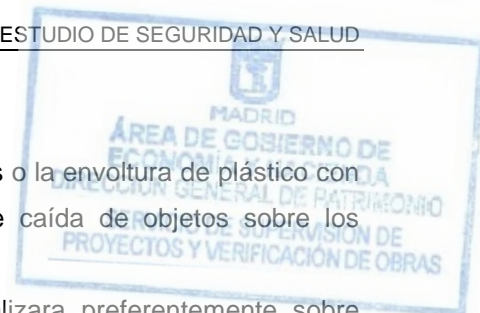 ESTUDIO DE SEGURIDAD Y SALUD
MADRID
ÁREA DE GOBIERNO DE
ECONOMÍA Y HACIENDA
s o la envoltura de plástico con
DIRECCIÓN GENERAL DE PATRIMONIO
e caída de objetos sobre los
SERVICIO DE SUPERVISIÓN DE
PROYECTOS Y VERIFICACIÓN DE OBRAS
lizara preferentemente sobre